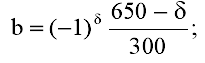 b = (−1)^δ (650 − δ)/300;